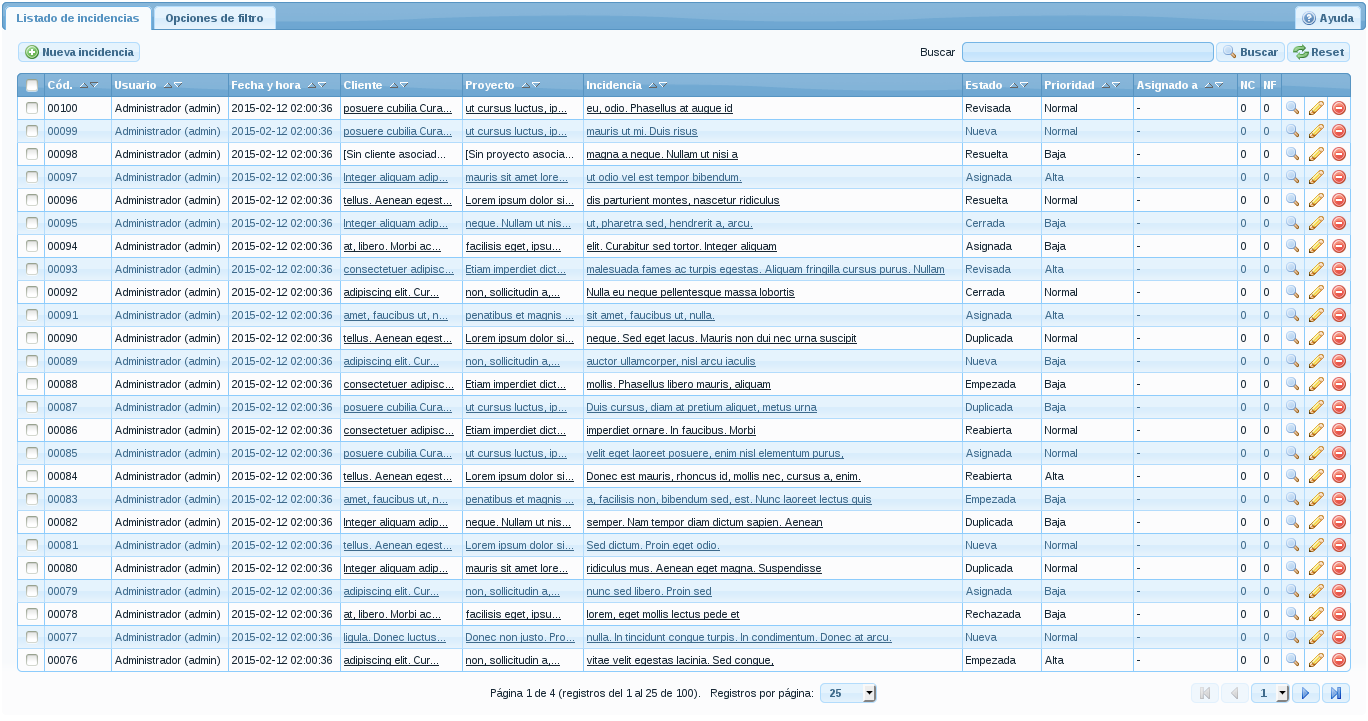 Listado de incidencias Opciones de filtro Ayuda
Nueva incidencia Buscar Buscar Reset
Cód. Usuario Fecha y hora Cliente Proyecto Incidencia Estado Prioridad Asignado a NC NF
00100 Administrador (admin) 2015-02-12 02:00:36 posuere cubilia Cura... ut cursus luctus, ip... eu, odio. Phasellus at augue id Revisada Normal - 0 0
00099 Administrador (admin) 2015-02-12 02:00:36 posuere cubilia Cura... ut cursus luctus, ip... mauris ut mi. Duis risus Nueva Normal - 0 0
00098 Administrador (admin) 2015-02-12 02:00:36 [Sin cliente asociad... [Sin proyecto asocia... magna a neque. Nullam ut nisi a Resuelta Baja - 0 0
00097 Administrador (admin) 2015-02-12 02:00:36 Integer aliquam adip... mauris sit amet lore... ut odio vel est tempor bibendum. Asignada Alta - 0 0
00096 Administrador (admin) 2015-02-12 02:00:36 tellus. Aenean egest... Lorem ipsum dolor si... dis parturient montes, nascetur ridiculus Resuelta Normal - 0 0
00095 Administrador (admin) 2015-02-12 02:00:36 Integer aliquam adip... neque. Nullam ut nis... ut, pharetra sed, hendrerit a, arcu. Cerrada Baja - 0 0
00094 Administrador (admin) 2015-02-12 02:00:36 at, libero. Morbi ac... facilisis eget, ipsu... elit. Curabitur sed tortor. Integer aliquam Asignada Baja - 0 0
00093 Administrador (admin) 2015-02-12 02:00:36 consectetuer adipisc... Etiam imperdiet dict... malesuada fames ac turpis egestas. Aliquam fringilla cursus purus. Nullam Revisada Alta - 0 0
00092 Administrador (admin) 2015-02-12 02:00:36 adipiscing elit. Cur... non, sollicitudin a,... Nulla eu neque pellentesque massa lobortis Cerrada Normal - 0 0
00091 Administrador (admin) 2015-02-12 02:00:36 amet, faucibus ut, n... penatibus et magnis ... sit amet, faucibus ut, nulla. Asignada Alta - 0 0
00090 Administrador (admin) 2015-02-12 02:00:36 tellus. Aenean egest... Lorem ipsum dolor si... neque. Sed eget lacus. Mauris non dui nec urna suscipit Duplicada Normal - 0 0
00089 Administrador (admin) 2015-02-12 02:00:36 adipiscing elit. Cur... non, sollicitudin a,... auctor ullamcorper, nisl arcu iaculis Nueva Baja - 0 0
00088 Administrador (admin) 2015-02-12 02:00:36 consectetuer adipisc... Etiam imperdiet dict... mollis. Phasellus libero mauris, aliquam Empezada Baja - 0 0
00087 Administrador (admin) 2015-02-12 02:00:36 posuere cubilia Cura... ut cursus luctus, ip... Duis cursus, diam at pretium aliquet, metus urna Duplicada Baja - 0 0
00086 Administrador (admin) 2015-02-12 02:00:36 consectetuer adipisc... Etiam imperdiet dict... imperdiet ornare. In faucibus. Morbi Reabierta Normal - 0 0
00085 Administrador (admin) 2015-02-12 02:00:36 posuere cubilia Cura... ut cursus luctus, ip... velit eget laoreet posuere, enim nisl elementum purus, Asignada Normal - 0 0
00084 Administrador (admin) 2015-02-12 02:00:36 tellus. Aenean egest... Lorem ipsum dolor si... Donec est mauris, rhoncus id, mollis nec, cursus a, enim. Reabierta Alta - 0 0
00083 Administrador (admin) 2015-02-12 02:00:36 amet, faucibus ut, n... penatibus et magnis ... a, facilisis non, bibendum sed, est. Nunc laoreet lectus quis Empezada Baja - 0 0
00082 Administrador (admin) 2015-02-12 02:00:36 Integer aliquam adip... neque. Nullam ut nis... semper. Nam tempor diam dictum sapien. Aenean Duplicada Baja - 0 0
00081 Administrador (admin) 2015-02-12 02:00:36 tellus. Aenean egest... Lorem ipsum dolor si... Sed dictum. Proin eget odio. Nueva Normal - 0 0
00080 Administrador (admin) 2015-02-12 02:00:36 Integer aliquam adip... mauris sit amet lore... ridiculus mus. Aenean eget magna. Suspendisse Duplicada Normal - 0 0
00079 Administrador (admin) 2015-02-12 02:00:36 adipiscing elit. Cur... non, sollicitudin a,... nunc sed libero. Proin sed Asignada Baja - 0 0
00078 Administrador (admin) 2015-02-12 02:00:36 at, libero. Morbi ac... facilisis eget, ipsu... lorem, eget mollis lectus pede et Rechazada Baja - 0 0
00077 Administrador (admin) 2015-02-12 02:00:36 ligula. Donec luctus... Donec non justo. Pro... nulla. In tincidunt congue turpis. In condimentum. Donec at arcu. Nueva Normal - 0 0
00076 Administrador (admin) 2015-02-12 02:00:36 adipiscing elit. Cur... non, sollicitudin a,... vitae velit egestas lacinia. Sed congue, Empezada Alta - 0 0
Página 1 de 4 (registros del 1 al 25 de 100). Registros por página: 25 1